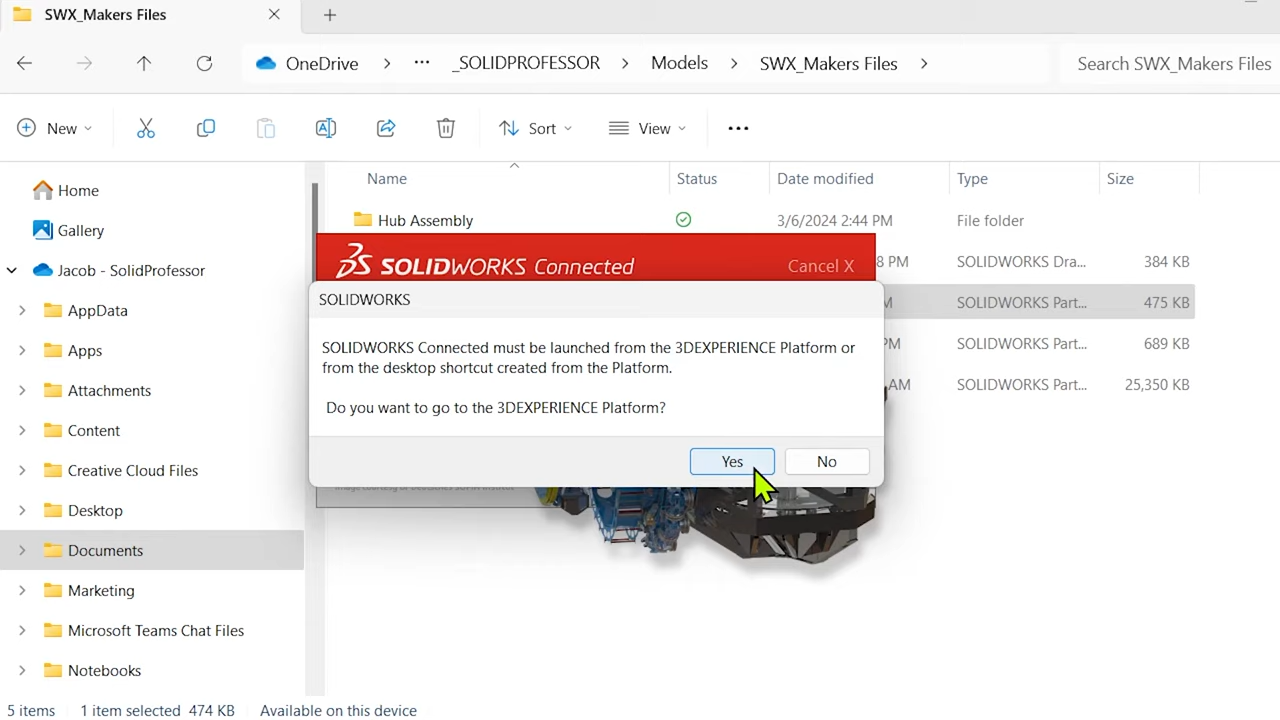 SWX_Makers Files
OneDrive > ... _SOLIDPROFESSOR > Models > SWX_Makers Files >
Search SWX_Makers Files
New
Sort
View
Name
Status
Date modified
Type
Size
Home
Gallery
Jacob - SolidProfessor
AppData
Apps
Attachments
Content
Creative Cloud Files
Desktop
Documents
Marketing
Microsoft Teams Chat Files
Notebooks
Hub Assembly
3/6/2024 2:44 PM
File folder
8 PM
SOLIDWORKS Dra...
384 KB
M
SOLIDWORKS Part...
475 KB
PM
SOLIDWORKS Part...
689 KB
AM
SOLIDWORKS Part...
25,350 KB
SOLIDWORKS Connected
Cancel X
SOLIDWORKS
SOLIDWORKS Connected must be launched from the 3DEXPERIENCE Platform or
from the desktop shortcut created from the Platform.
Do you want to go to the 3DEXPERIENCE Platform?
Yes
No
5 items
1 item selected 474 KB
Available on this device